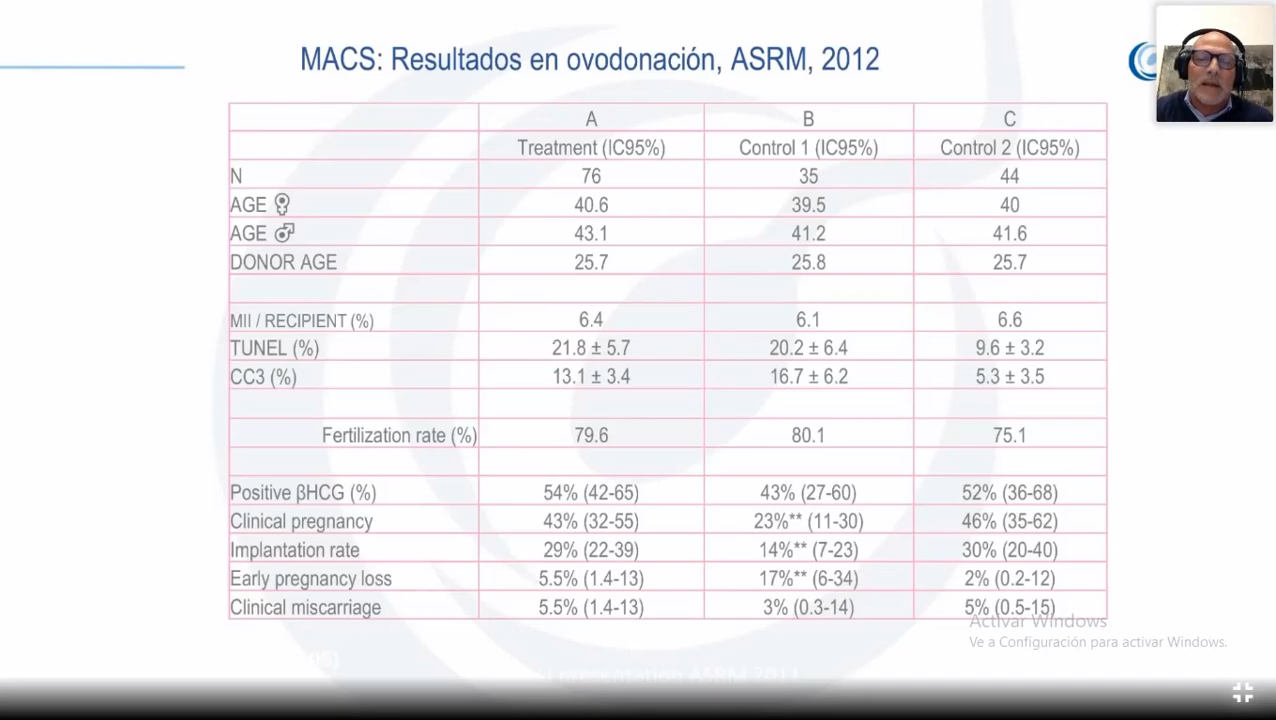 MACS: Resultados en ovodonación, ASRM, 2012
A B C
Treatment (IC95%) Control 1 (IC95%) Control 2 (IC95%)
N 76 35 44
AGE ♀ 40.6 39.5 40
AGE ♂ 43.1 41.2 41.6
DONOR AGE 25.7 25.8 25.7
MII / RECIPIENT (%) 6.4 6.1 6.6
TUNEL (%) 21.8 ± 5.7 20.2 ± 6.4 9.6 ± 3.2
CC3 (%) 13.1 ± 3.4 16.7 ± 6.2 5.3 ± 3.5
Fertilization rate (%) 79.6 80.1 75.1
Positive βHCG (%) 54% (42-65) 43% (27-60) 52% (36-68)
Clinical pregnancy 43% (32-55) 23%** (11-30) 46% (35-62)
Implantation rate 29% (22-39) 14%** (7-23) 30% (20-40)
Early pregnancy loss 5.5% (1.4-13) 17%** (6-34) 2% (0.2-12)
Clinical miscarriage 5.5% (1.4-13) 3% (0.3-14) 5% (0.5-15)
Activar Windows
Ve a Configuración para activar Windows.
presentation ASRM